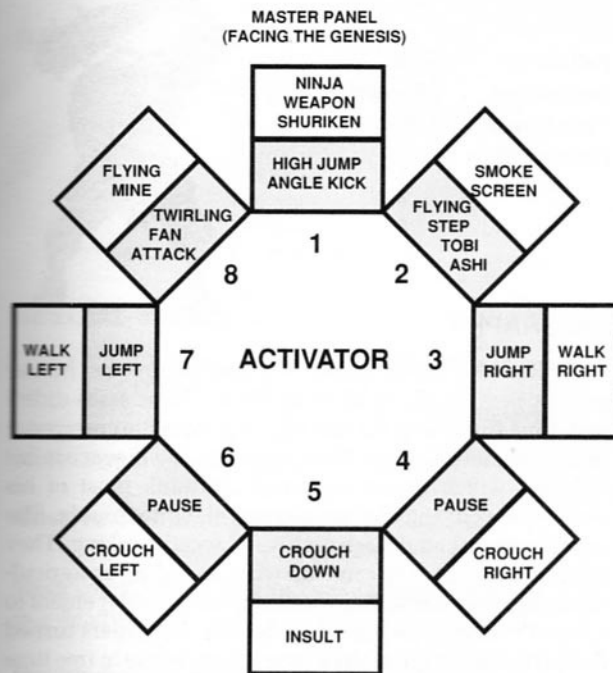 MASTER PANEL
(FACING THE GENESIS)
NINJA
WEAPON
SHURIKEN
HIGH JUMP
ANGLE KICK
FLYING
MINE
TWIRLING
FAN
ATTACK
SMOKE
SCREEN
FLYING
STEP
TOBI
ASHI
1
8
2
WALK
LEFT
JUMP
LEFT
7
ACTIVATOR
3
JUMP
RIGHT
WALK
RIGHT
6
5
4
PAUSE
CROUCH
LEFT
CROUCH
DOWN
INSULT
PAUSE
CROUCH
RIGHT